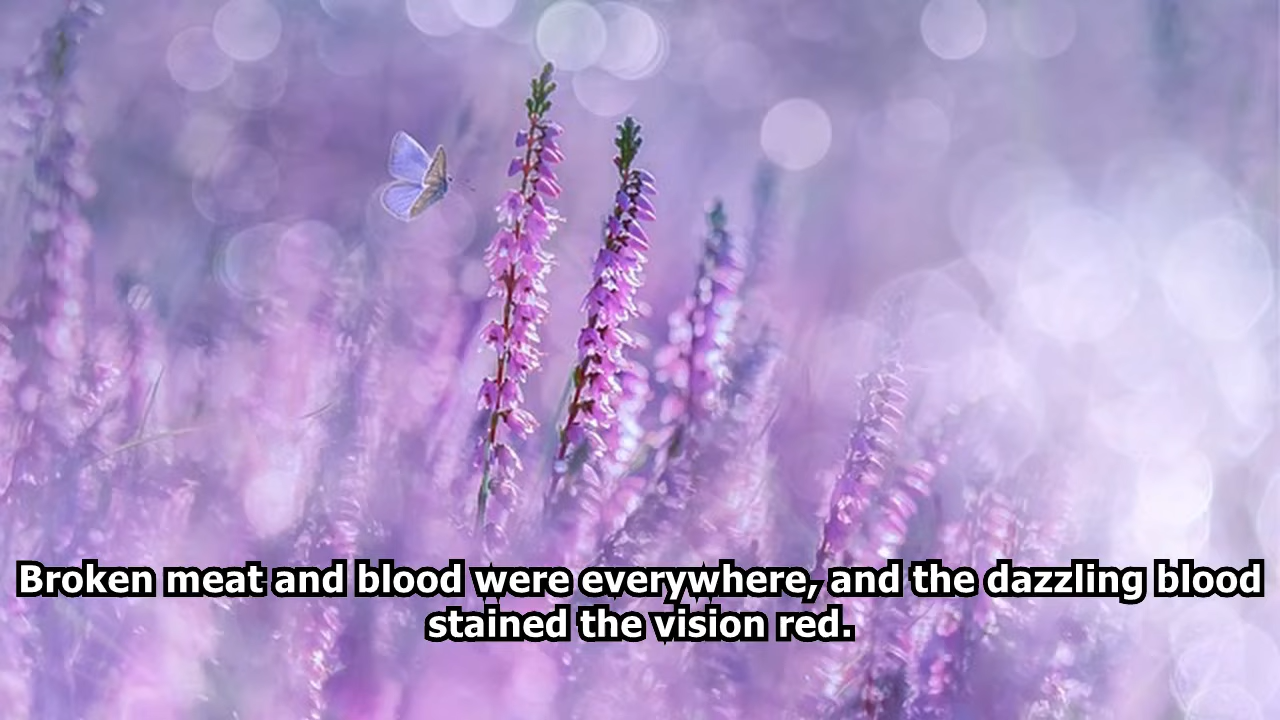 Broken meat and blood were everywhere, and the dazzling blood
stained the vision red.